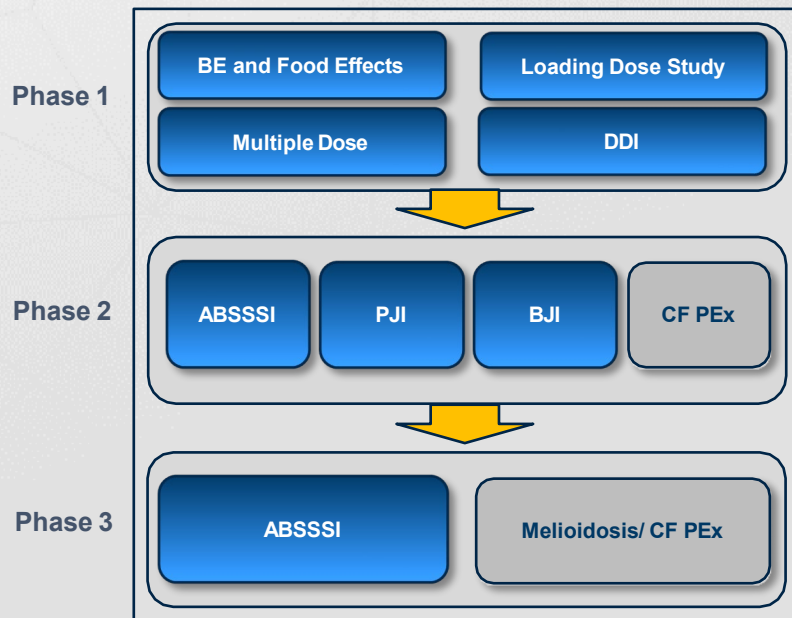 Phase 1
BE and Food Effects
Loading Dose Study
Multiple Dose
DDI
Phase 2
ABSSSI
PJI
BJI
CF PEx
Phase 3
ABSSSI
Melioidosis/ CF PEx